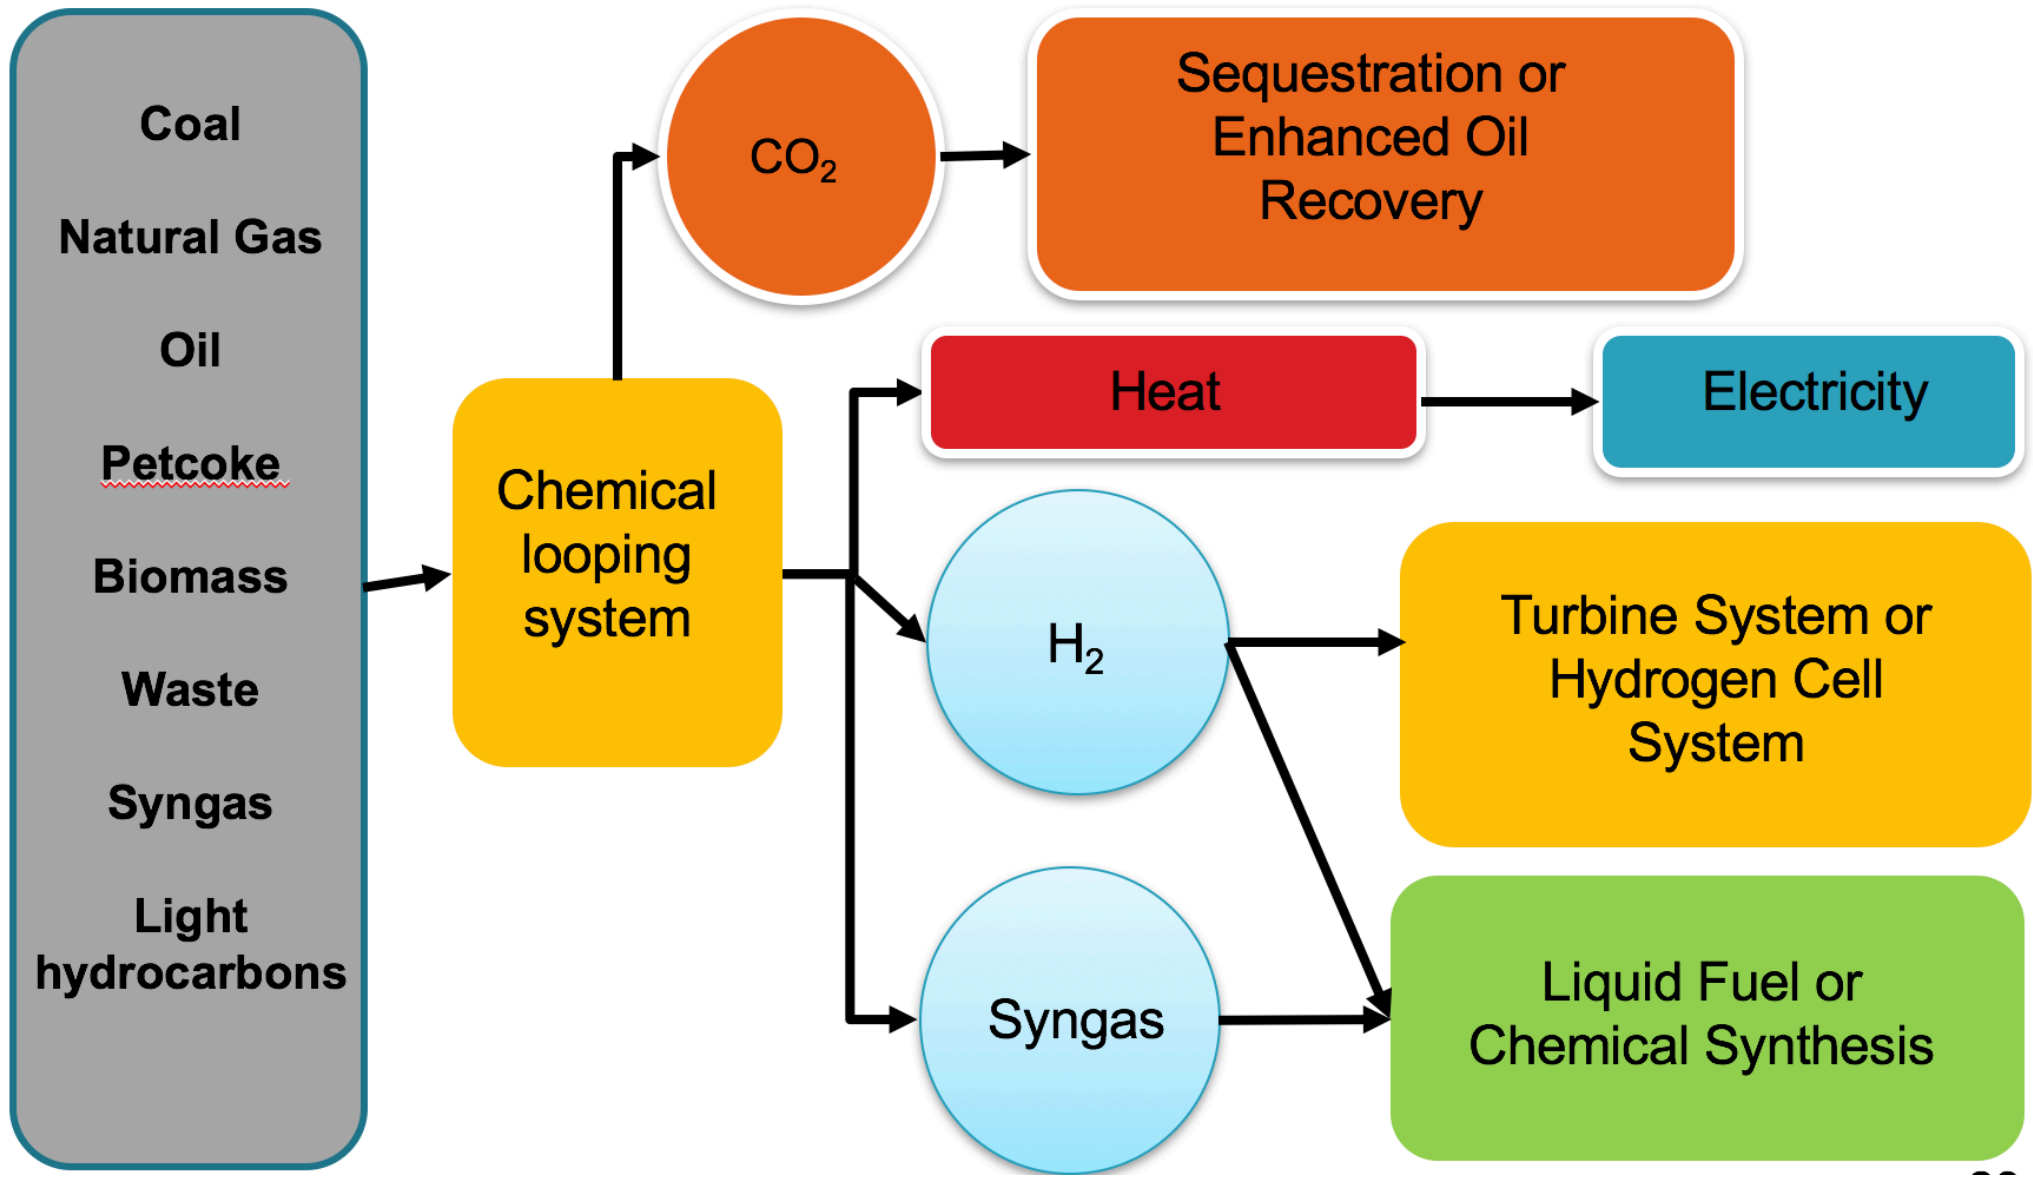 Coal
Natural Gas
Oil
Petcoke
Biomass
Waste
Syngas
Light
hydrocarbons
Chemical
looping
system
CO₂
Sequestration or
Enhanced Oil
Recovery
Heat
Electricity
H₂
Turbine System or
Hydrogen Cell
System
Syngas
Liquid Fuel or
Chemical Synthesis